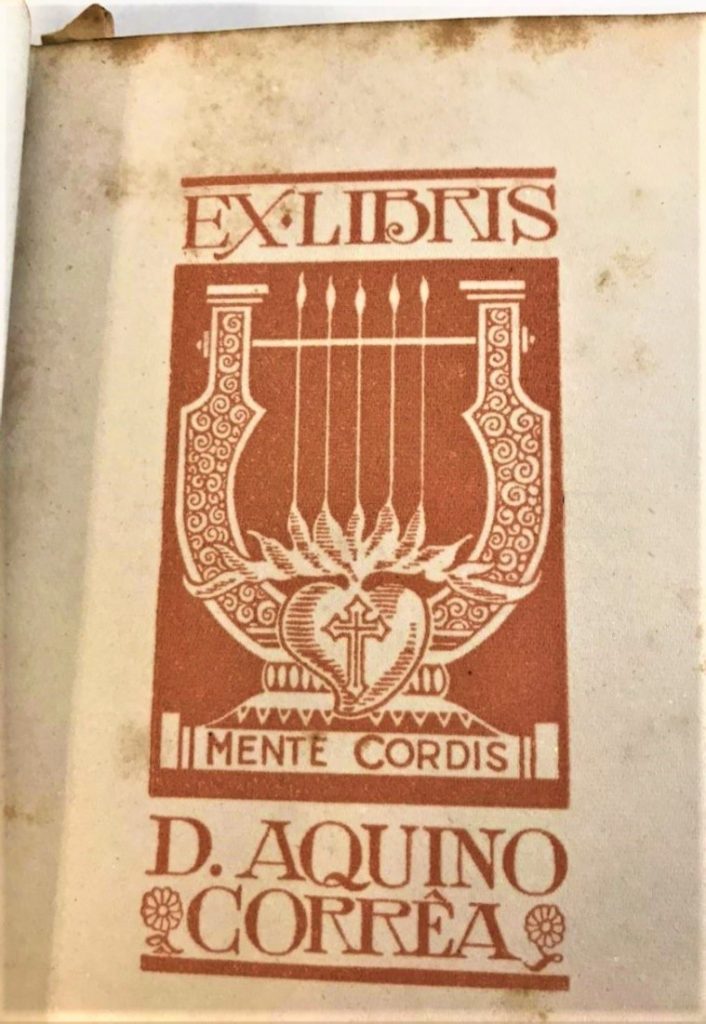 EX·LIBRIS
MENTE CORDIS
D. AQUINO
CORRÊA